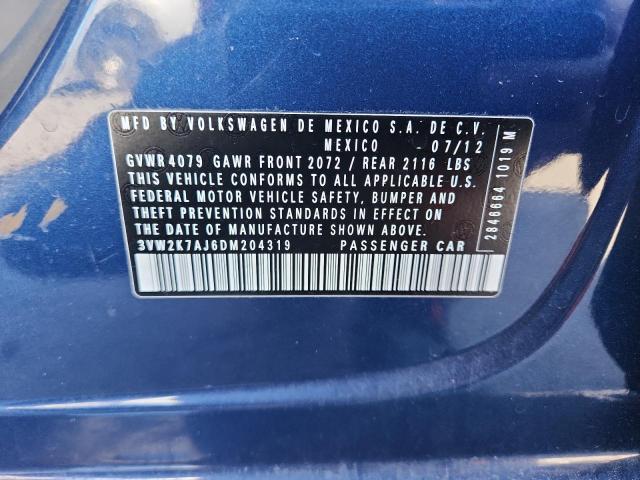 MFD BY VOLKSWAGEN DE MEXICO S.A. DE C.V.
MEXICO 07/12
GVWR 4079 GAWR FRONT 2072 / REAR 2116 LBS
THIS VEHICLE CONFORMS TO ALL APPLICABLE U.S.
FEDERAL MOTOR VEHICLE SAFETY, BUMPER AND
THEFT PREVENTION STANDARDS IN EFFECT ON
THE DATE OF MANUFACTURE SHOWN ABOVE.
3VW2K7AJ6DM204319 PASSENGER CAR
2846664 1019 M